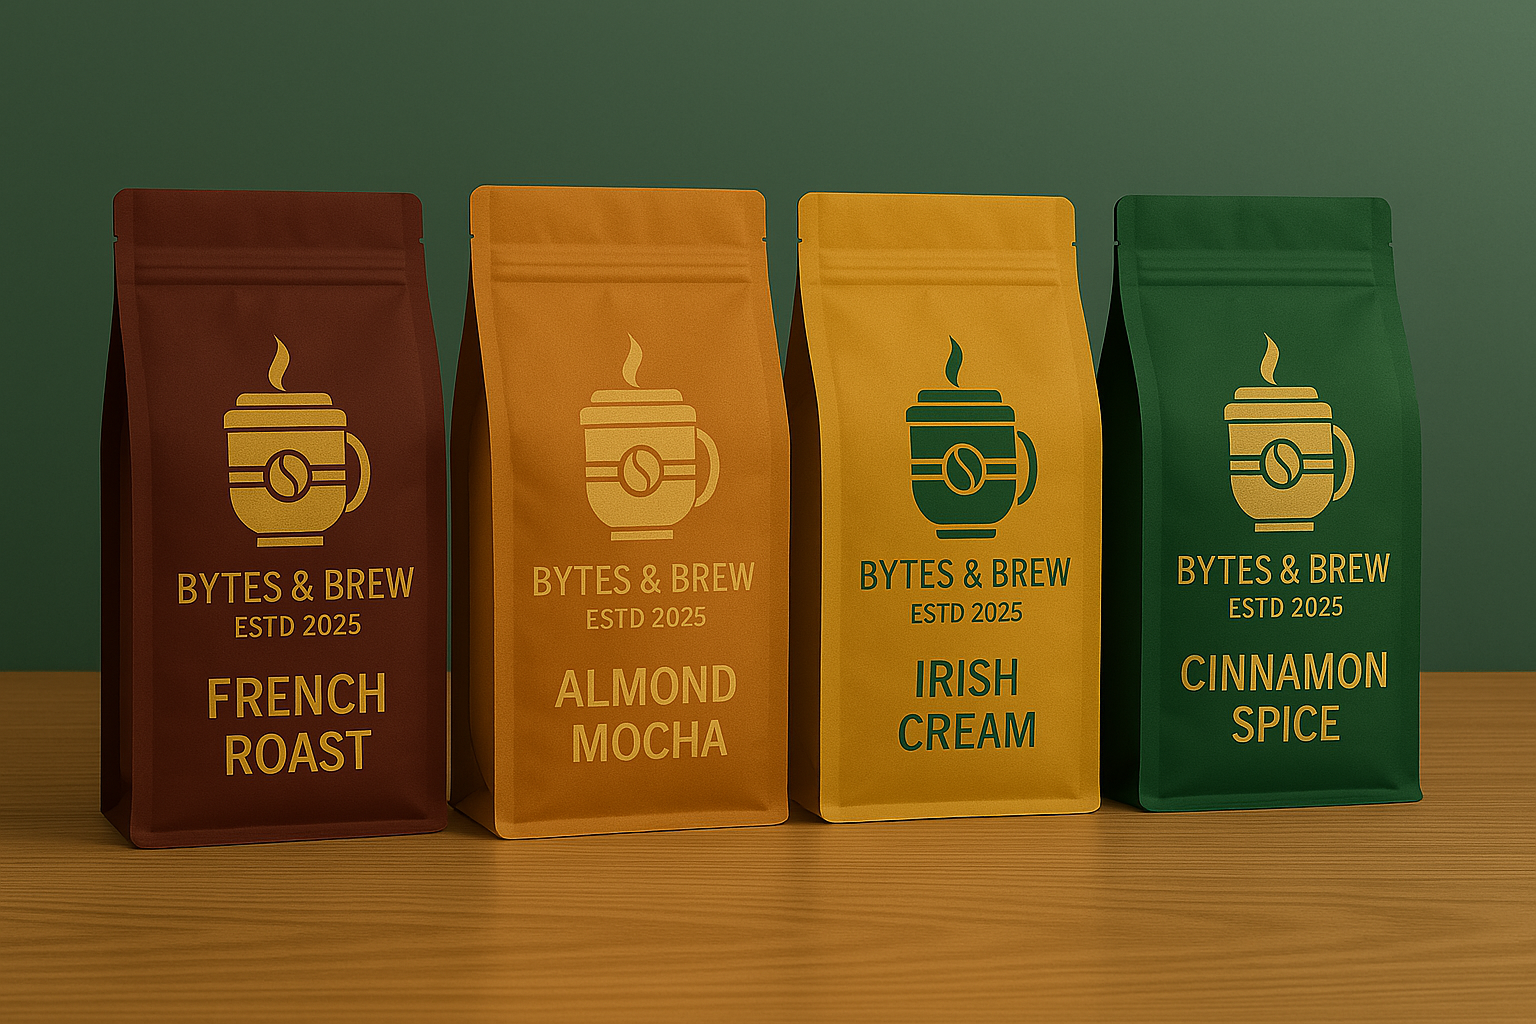 BYTES & BREW
ESTD 2025
FRENCH
ROAST
BYTES & BREW
ESTD 2025
ALMOND
MOCHA
BYTES & BREW
ESTD 2025
IRISH
CREAM
BYTES & BREW
ESTD 2025
CINNAMON
SPICE